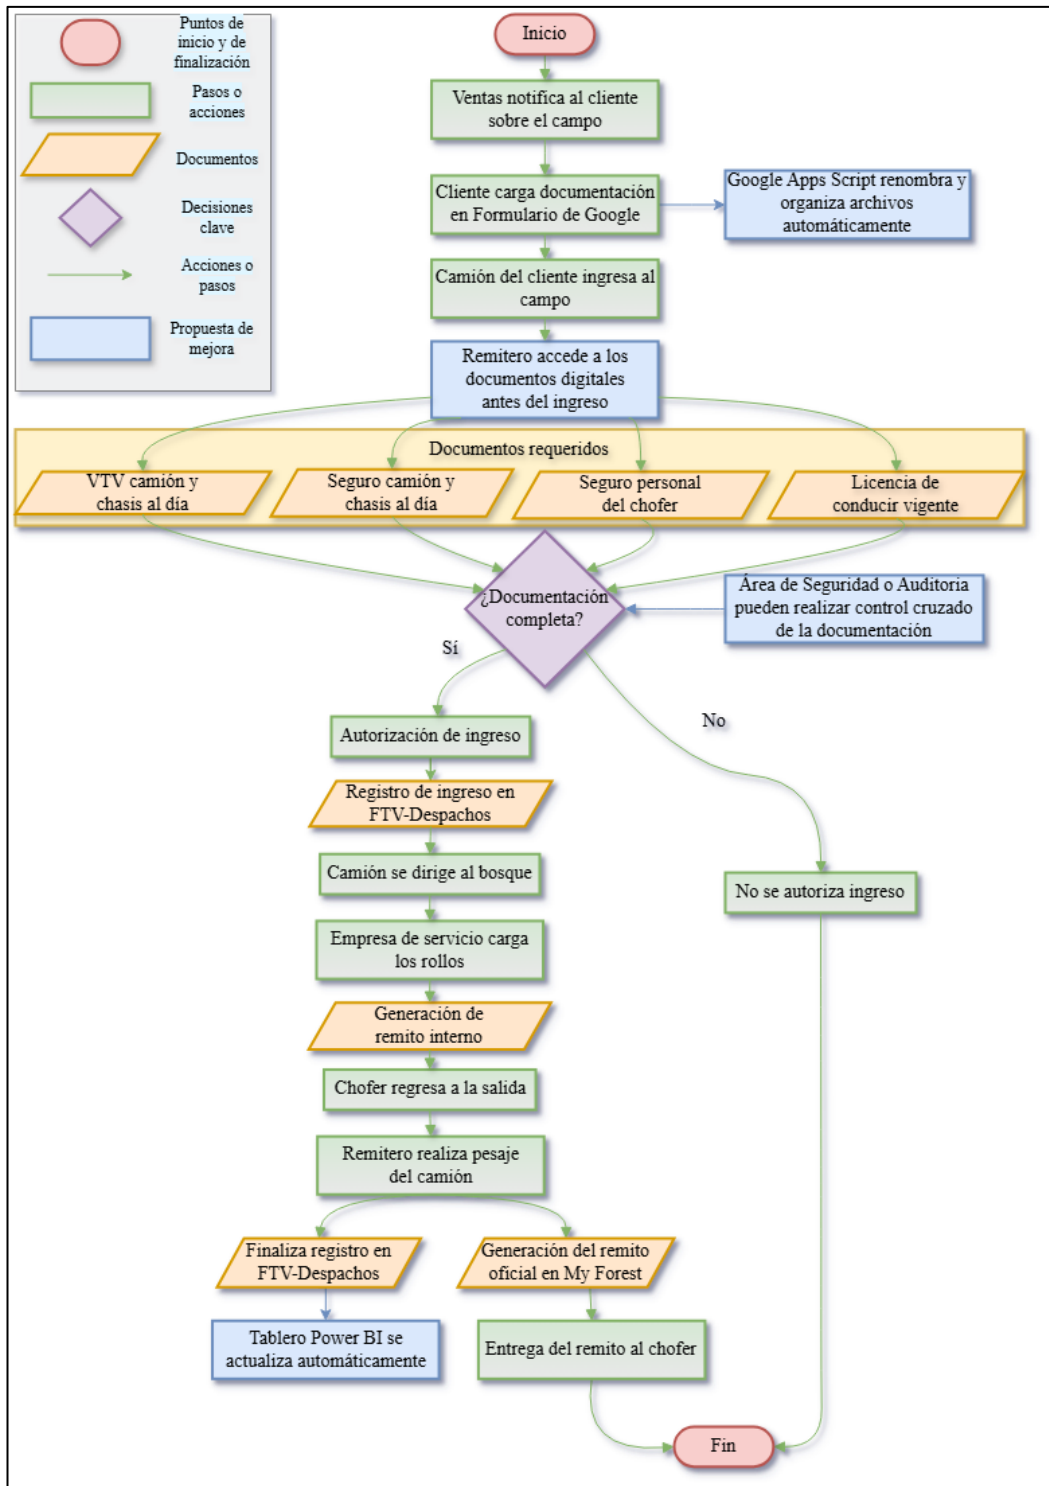 Puntos de
inicio y de
finalización
Pasos o
acciones
Documentos
Decisiones
clave
Acciones o
pasos
Propuesta de
mejora
Inicio
Ventas notifica al cliente
sobre el campo
Cliente carga documentación
en Formulario de Google
Google Apps Script renombra y
organiza archivos
automáticamente
Camión del cliente ingresa al
campo
Remitero accede a los
documentos digitales
antes del ingreso
Documentos requeridos
VTV camión y
chasis al día
Seguro camión y
chasis al día
Seguro personal
del chofer
Licencia de
conducir vigente
¿Documentación
completa?
Área de Seguridad o Auditoria
pueden realizar control cruzado
de la documentación
Sí
No
Autorización de ingreso
Registro de ingreso en
FTV-Despachos
Camión se dirige al bosque
No se autoriza ingreso
Empresa de servicio carga
los rollos
Generación de
remito interno
Chofer regresa a la salida
Remitero realiza pesaje
del camión
Finaliza registro en
FTV-Despachos
Generación del remito
oficial en My Forest
Tablero Power BI se
actualiza automáticamente
Entrega del remito al chofer
Fin